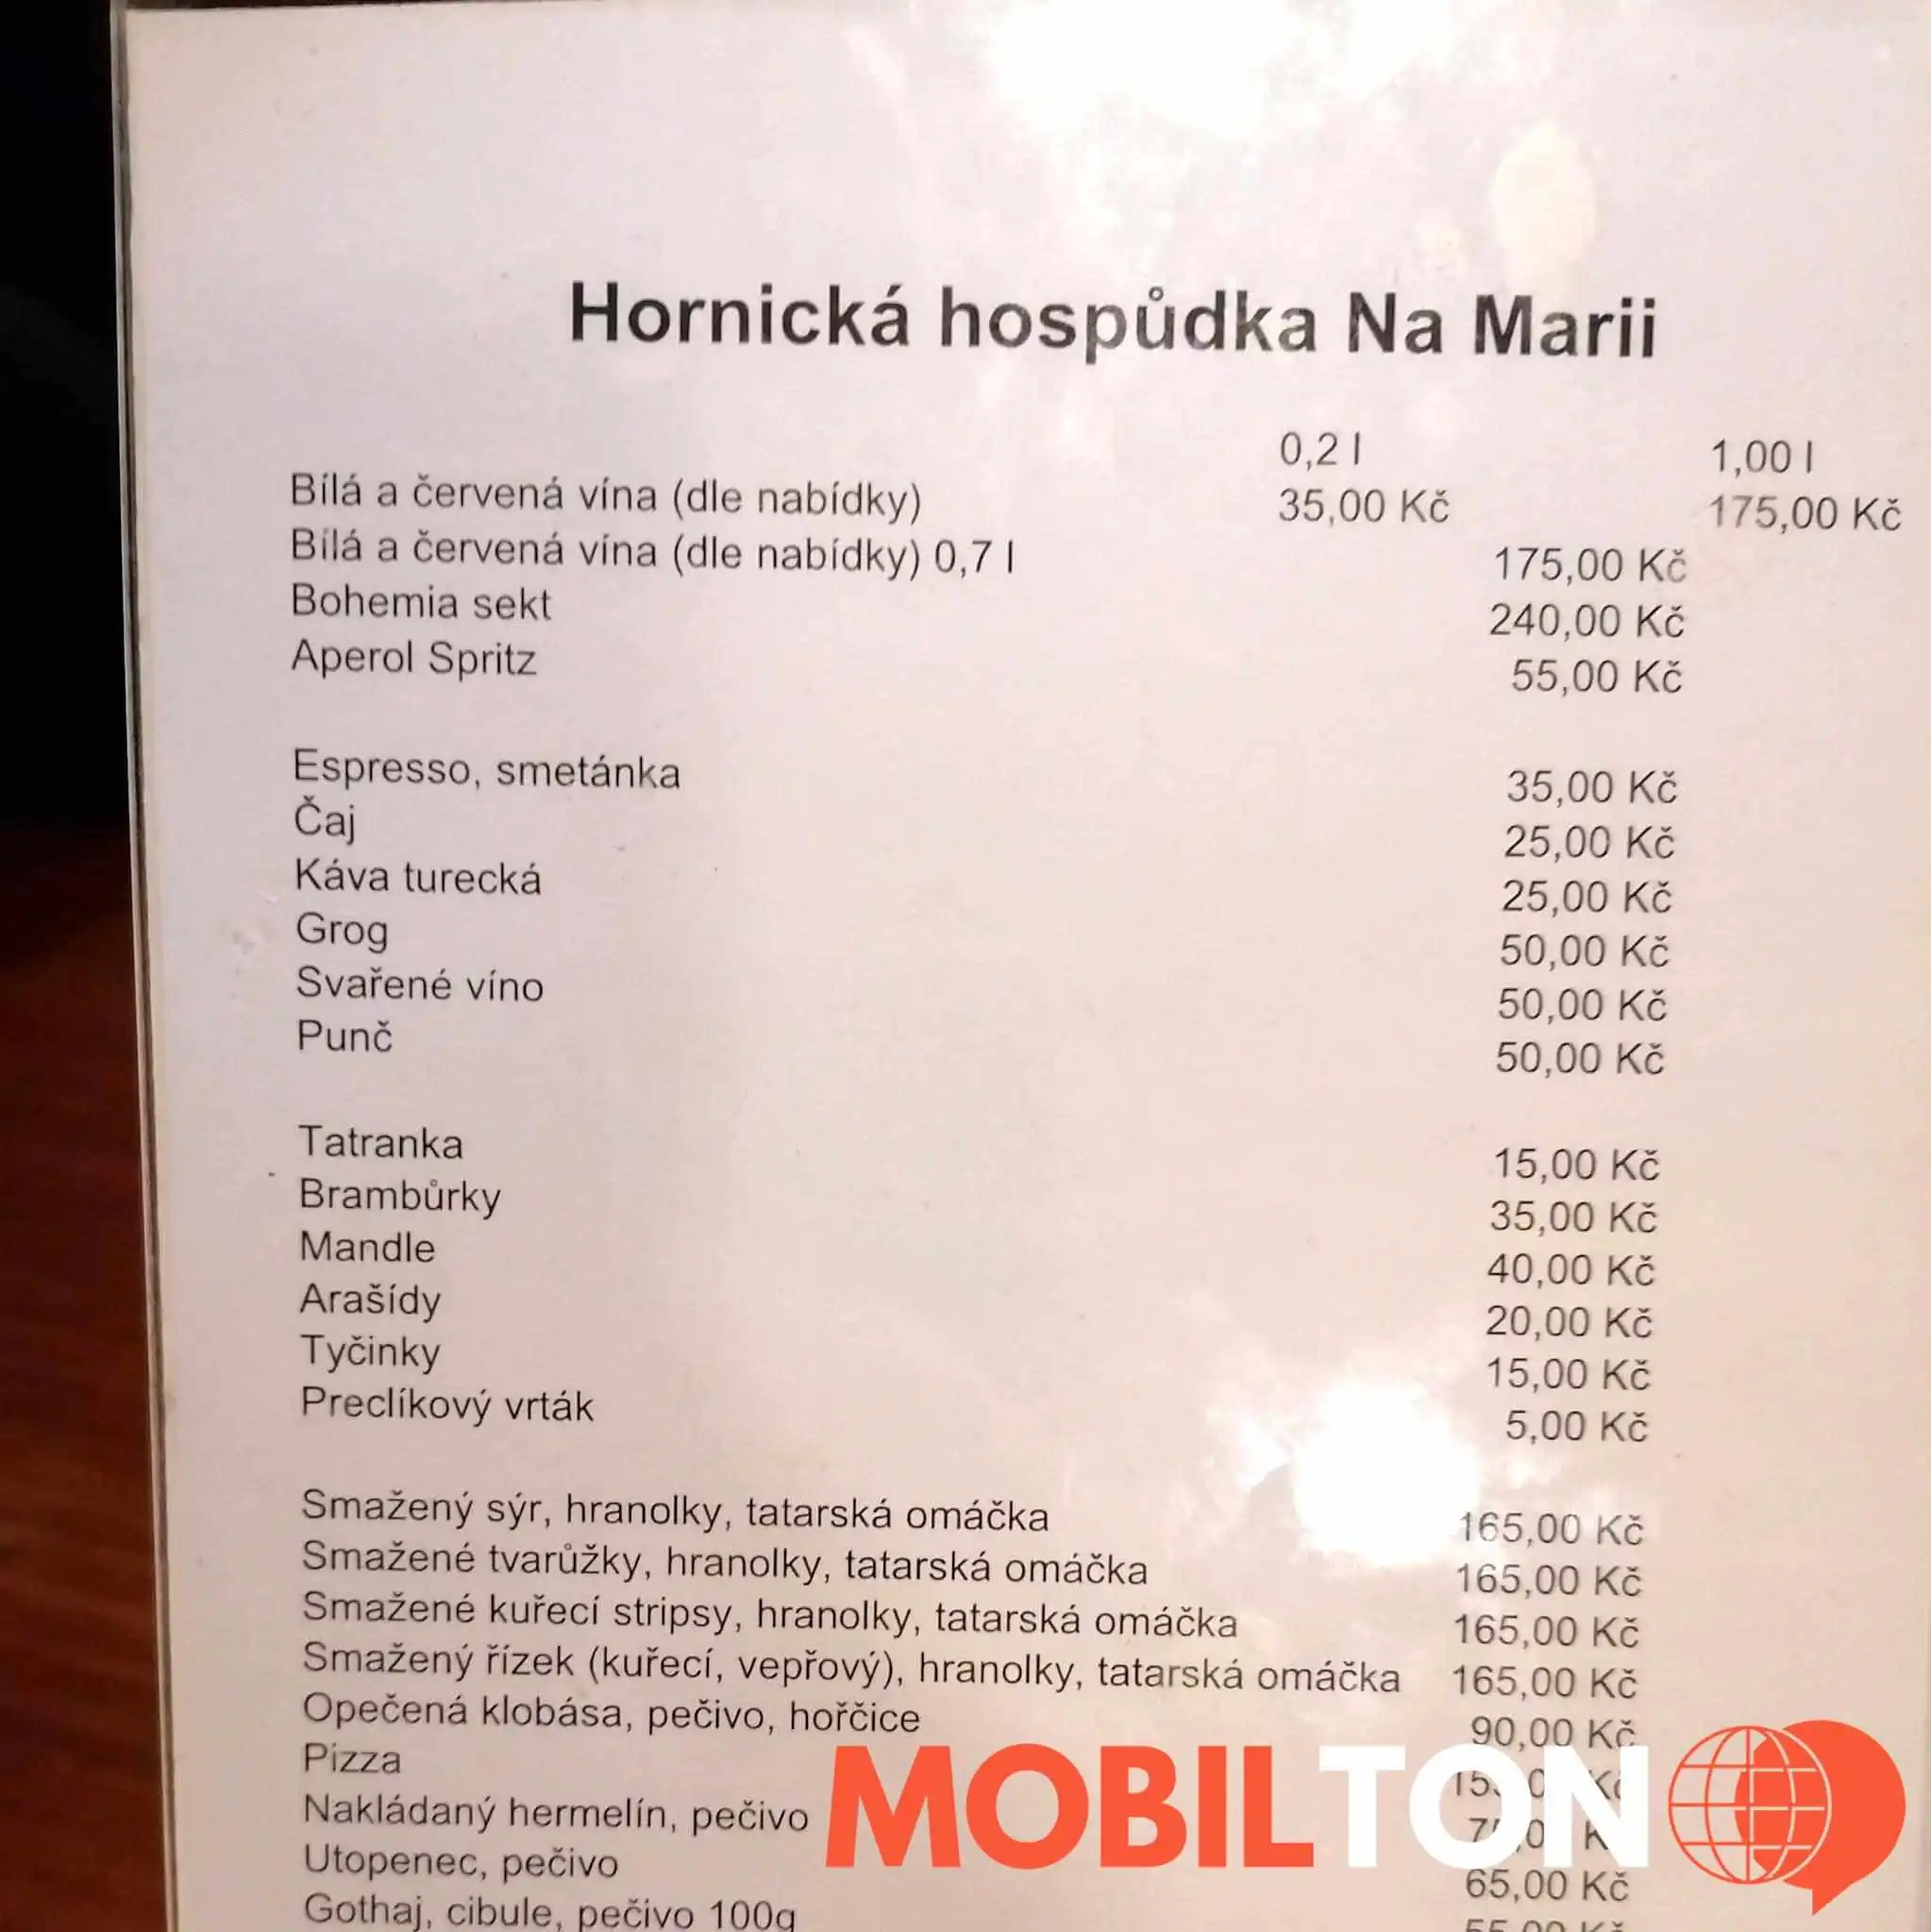 Hornická hospůdka Na Marii
0,2 l 1,00 l
Bílá a červená vína (dle nabídky) 35,00 Kč 175,00 Kč
Bílá a červená vína (dle nabídky) 0,7 l 175,00 Kč
Bohemia sekt 240,00 Kč
Aperol Spritz 55,00 Kč
Espresso, smetánka 35,00 Kč
Čaj 25,00 Kč
Káva turecká 25,00 Kč
Grog 50,00 Kč
Svařené víno 50,00 Kč
Punč 50,00 Kč
Tatranka 15,00 Kč
Brambůrky 35,00 Kč
Mandle 40,00 Kč
Arašídy 20,00 Kč
Tyčinky 15,00 Kč
Preclíkový vrták 5,00 Kč
Smažený sýr, hranolky, tatarská omáčka 165,00 Kč
Smažené tvarůžky, hranolky, tatarská omáčka 165,00 Kč
Smažené kuřecí stripsy, hranolky, tatarská omáčka 165,00 Kč
Smažený řízek (kuřecí, vepřový), hranolky, tatarská omáčka 165,00 Kč
Opečená klobása, pečivo, hořčice 90,00 Kč
Pizza
Nakládaný hermelín, pečivo
Utopenec, pečivo 65,00 Kč
Gothaj, cibule, pečivo 100g
MOBILTON